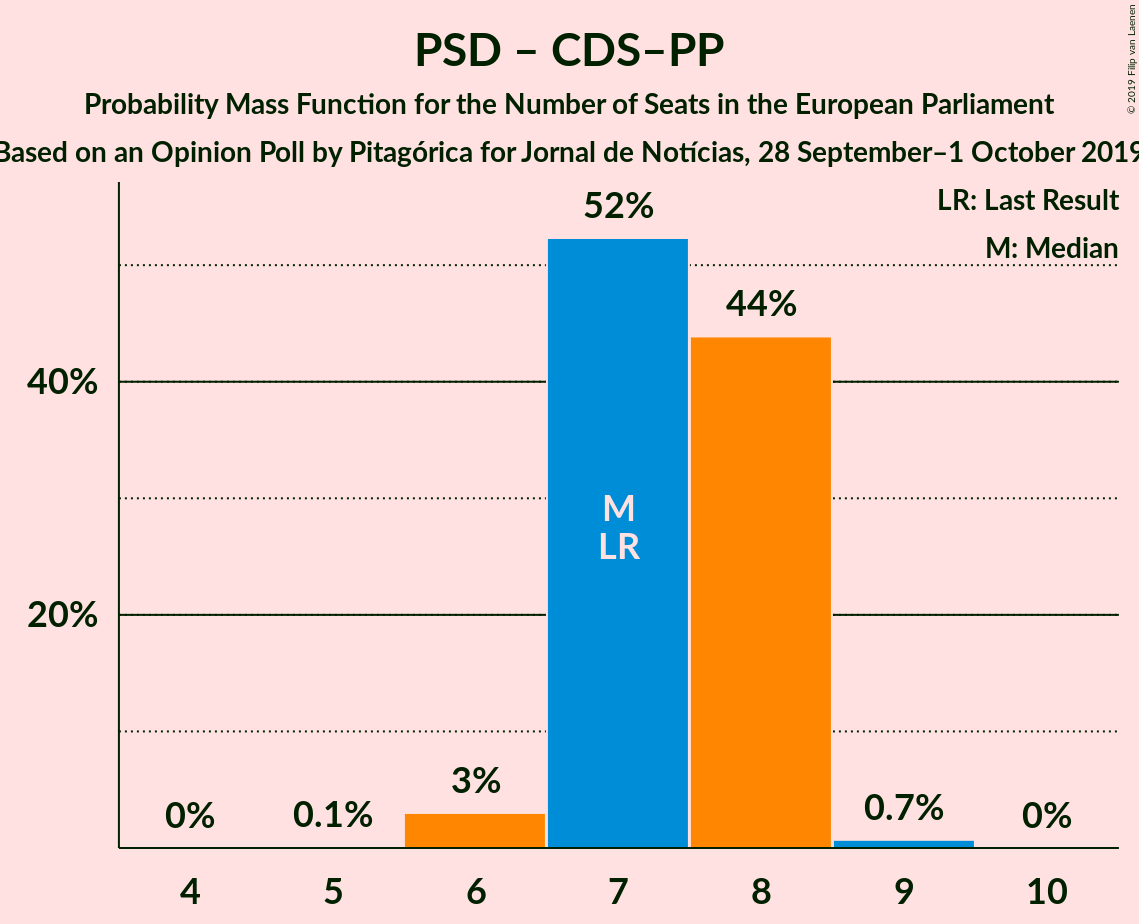 PSD – CDS–PP
Probability Mass Function for the Number of Seats in the European Parliament
Based on an Opinion Poll by Pitagórica for Jornal de Notícias, 28 September–1 October 2019
© 2019 Filip van Laenen
LR: Last Result
M: Median
52%
44%
40%
M
LR
20%
3%
0%
0.1%
0.7%
0%
4 5 6 7 8 9 10